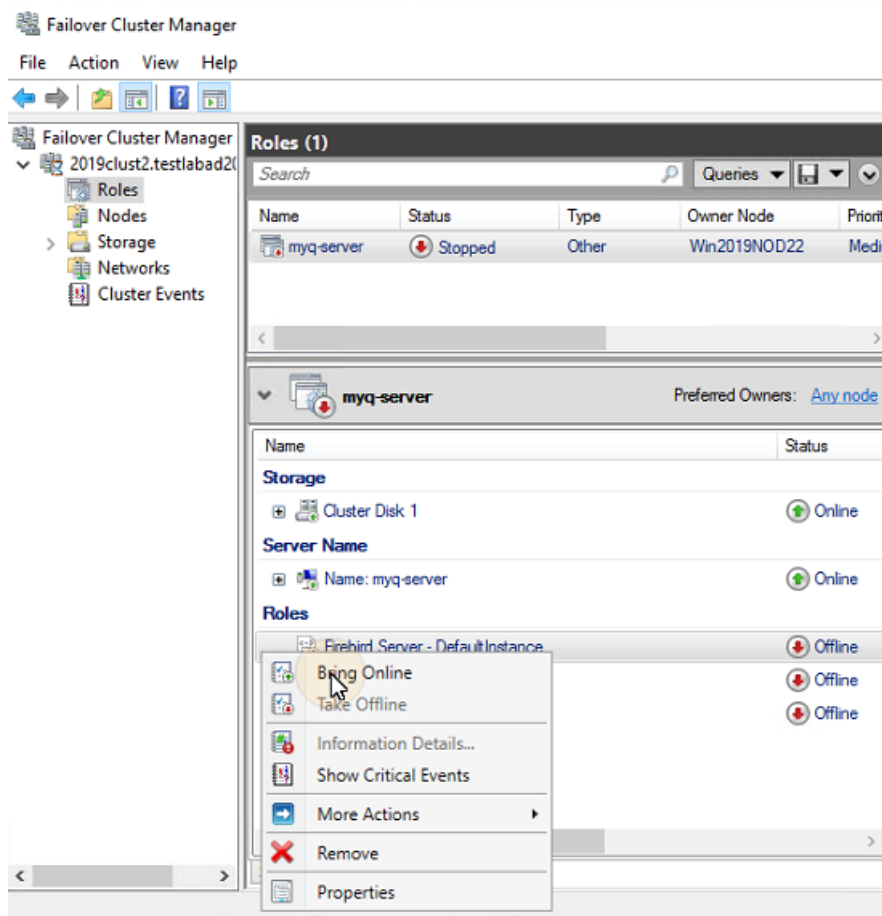 Failover Cluster Manager
File Action View Help
Failover Cluster Manager
2019clust2.testlabad20
Roles
Nodes
Storage
Networks
Cluster Events
Roles (1)
Search
Queries
Name Status Type Owner Node Priorit
myq-server Stopped Other Win2019NOD22 Medi
myq-server Preferred Owners: Any node
Name Status
Storage
Cluster Disk 1 Online
Server Name
Name: myq-server Online
Roles
Firebird Server - DefaultInstance Offline
Offline
Offline
Bring Online
Take Offline
Information Details...
Show Critical Events
More Actions
Remove
Properties